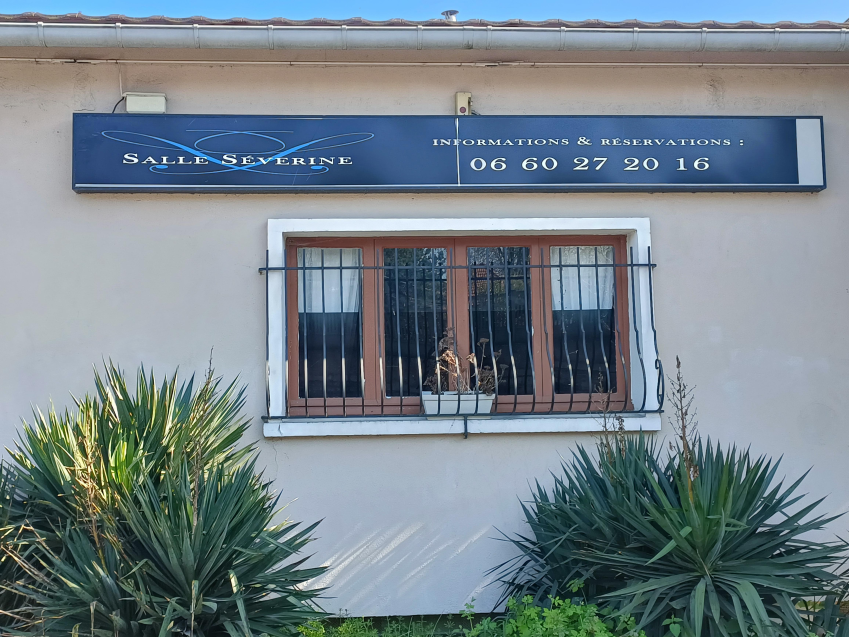 SALLE SÉVERINE
INFORMATIONS & RÉSERVATIONS :
06 60 27 20 16